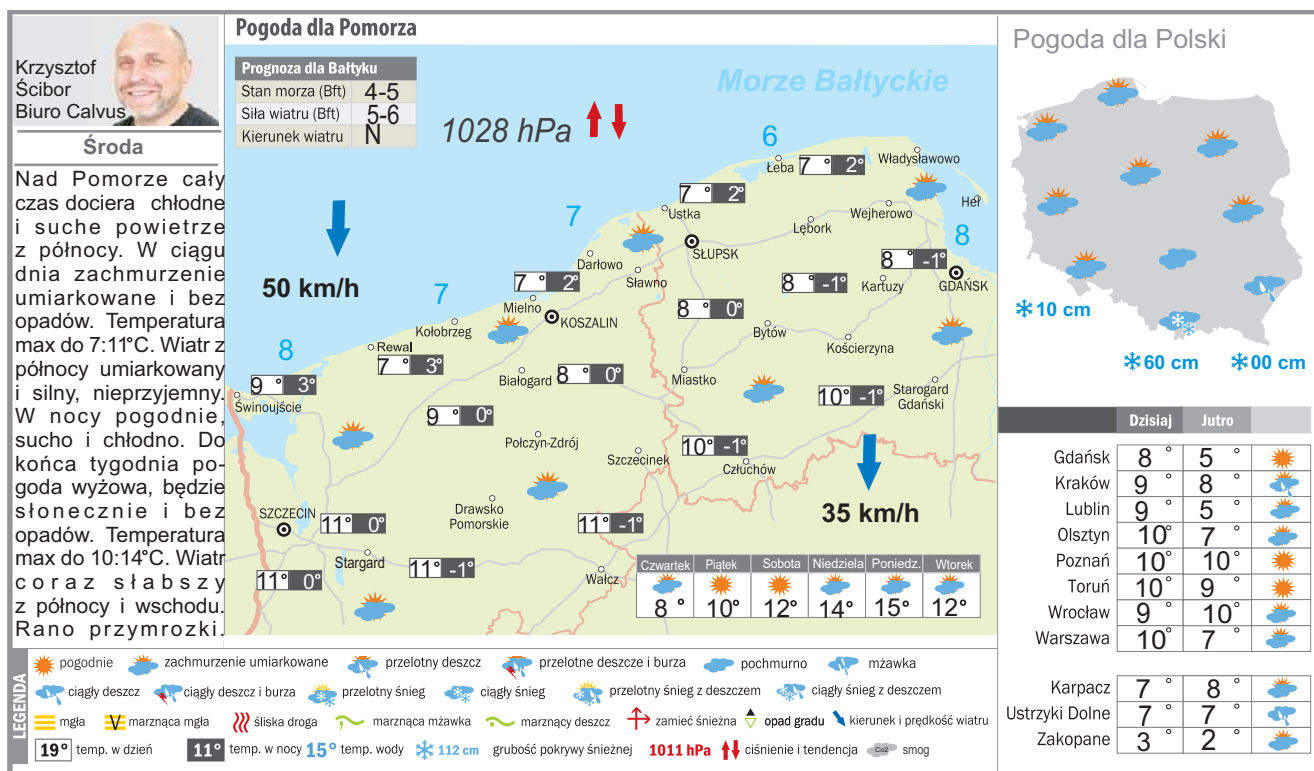 Krzysztof
Ścibor
Biuro Calvus
Środa
Nad Pomorze cały
czas dociera chłodne
i suche powietrze
z północy. W ciągu
dnia zachmurzenie
umiarkowane i bez
opadów. Temperatura
max do 7:11°C. Wiatr z
północy umiarkowany
i silny, nieprzyjemny.
W nocy pogodnie,
sucho i chłodno. Do
końca tygodnia po-
goda wyżowa, będzie
słonecznie i bez
opadów. Temperatura
max do 10:14°C. Wiatr
coraz słabszy
z północy i wschodu.
Rano przymrozki.
Pogoda dla Pomorza
Prognoza dla Bałtyku
Stan morza (Bft) 4-5
Siła wiatru (Bft) 5-6
Kierunek wiatru N
Morze Bałtyckie
1028 hPa
6
Łeba 7° 2°
Władysławowo
Hel
7° 2°
Ustka
Wejherowo
Lębork
7
8
SŁUPSK
8° -1°
GDAŃSK
50 km/h
Darłowo
Sławno
7° 2°
8° -1°
Kartuzy
7
Mielno
KOSZALIN
8° 0°
Kołobrzeg
Bytów
Kościerzyna
8
Rewal
7° 3°
Białogard
8° 0°
Miastko
9° 3°
Świnoujście
10° -1°
Starogard
Gdański
9° 0°
Połczyn-Zdrój
Szczecinek
10° -1°
Człuchów
Drawsko
Pomorskie
35 km/h
SZCZECIN
11° 0°
11° -1°
Stargard
11° -1°
11° 0°
Wałcz
Czwartek Piątek Sobota Niedziela Poniedz. Wtorek
8° 10° 12° 14° 15° 12°
Pogoda dla Polski
10 cm
60 cm
00 cm
Dzisiaj Jutro
Gdańsk 8° 5°
Kraków 9° 8°
Lublin 9° 5°
Olsztyn 10° 7°
Poznań 10° 10°
Toruń 10° 9°
Wrocław 9° 10°
Warszawa 10° 7°
Karpacz 7° 8°
Ustrzyki Dolne 7° 7°
Zakopane 3° 2°
LEGENDA
pogodnie zachmurzenie umiarkowane przelotny deszcz przelotne deszcze i burza pochmurno mżawka
ciągły deszcz ciągły deszcz i burza przelotny śnieg ciągły śnieg przelotny śnieg z deszczem ciągły śnieg z deszczem
mgła marznąca mgła śliska droga marznąca mżawka marznący deszcz zamieć śnieżna opad gradu kierunek i prędkość wiatru
19° temp. w dzień 11° temp. w nocy 15° temp. wody 112 cm grubość pokrywy śnieżnej 1011 hPa ciśnienie i tendencja Co2 smog